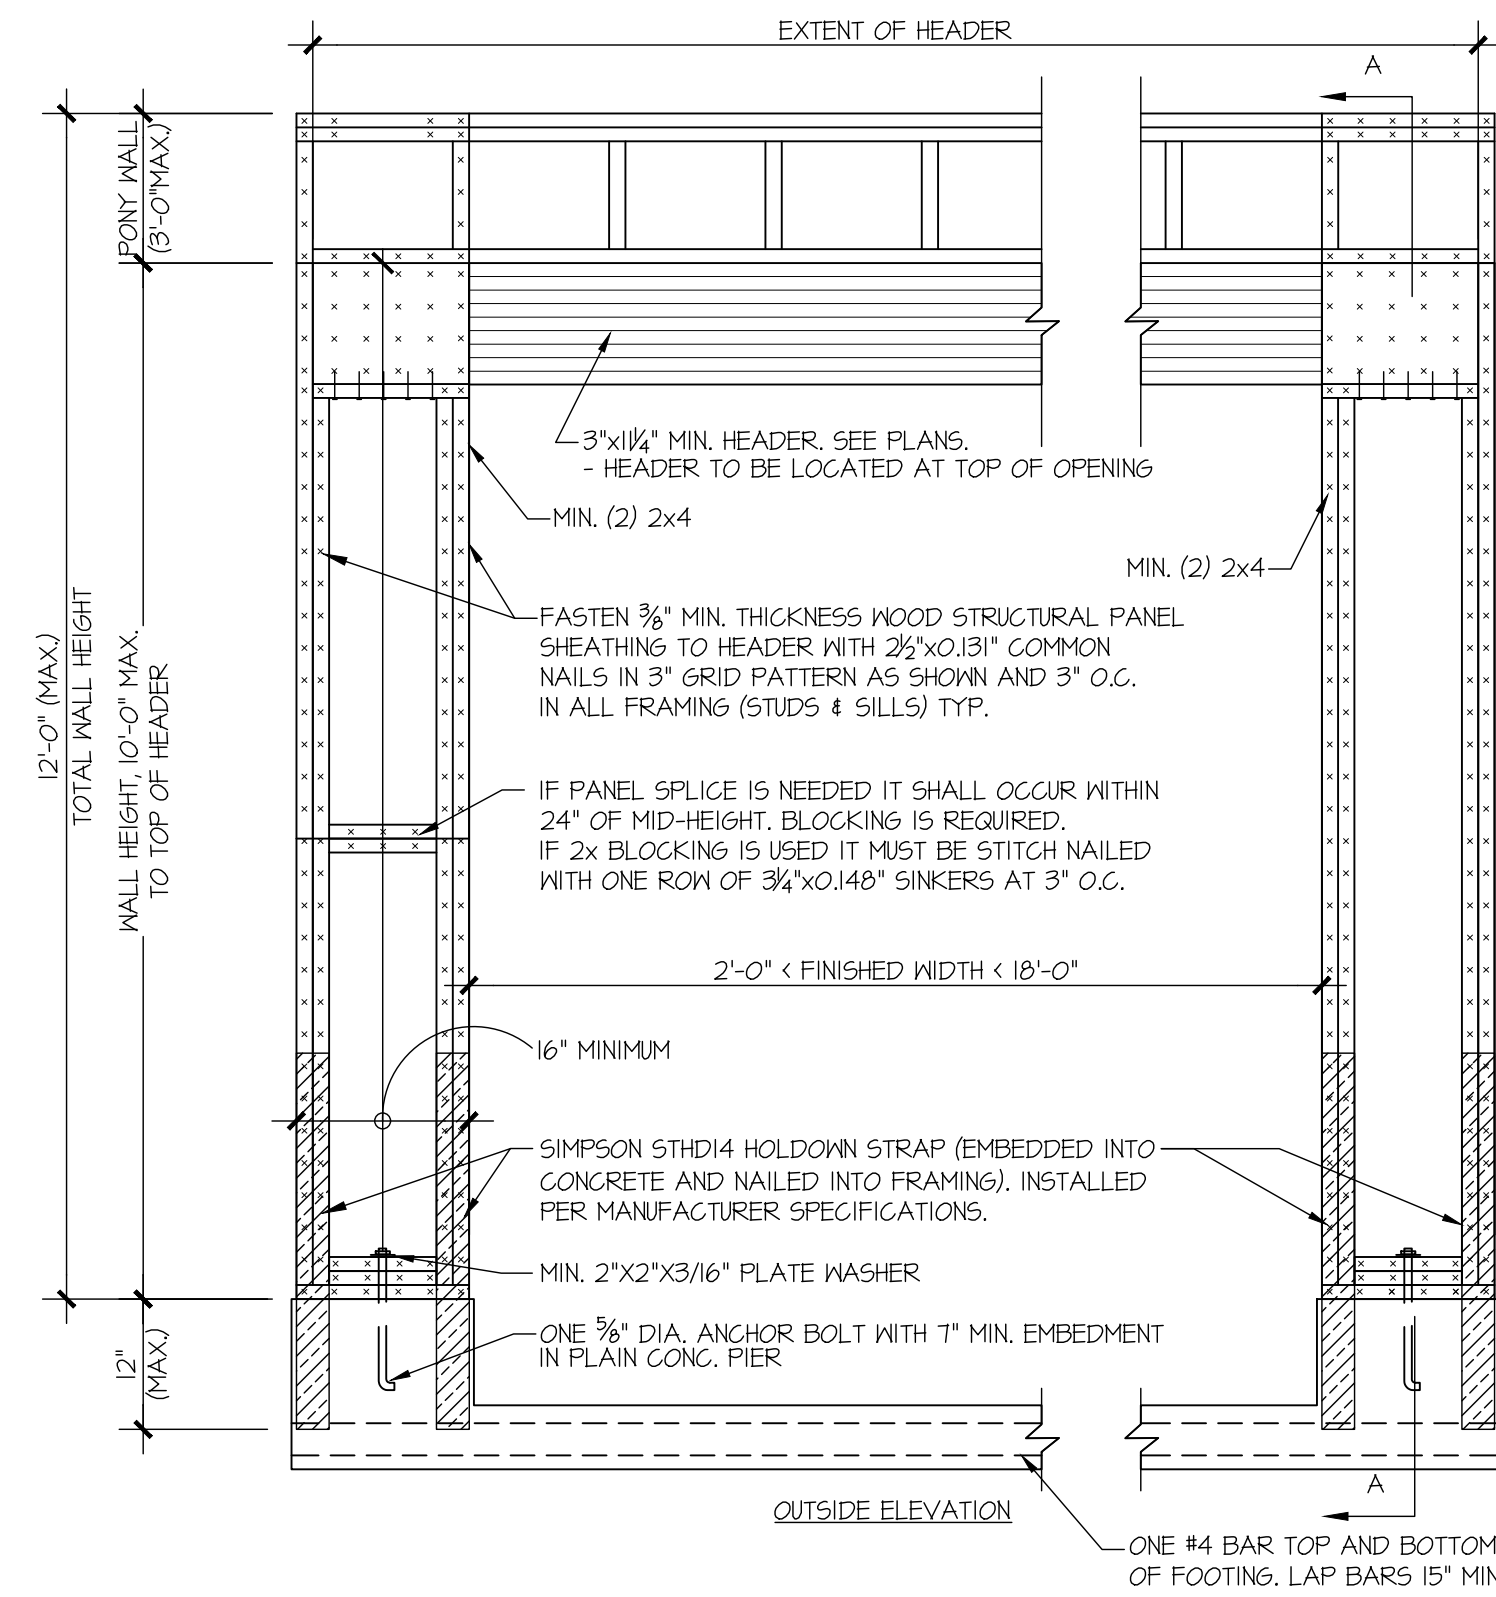 EXTENT OF HEADER
A
PONY WALL
(3'-0"MAX.)
3"x11¼" MIN. HEADER. SEE PLANS.
- HEADER TO BE LOCATED AT TOP OF OPENING
MIN. (2) 2x4
MIN. (2) 2x4
12'-0" (MAX.)
TOTAL WALL HEIGHT
WALL HEIGHT, 10'-0" MAX.
TO TOP OF HEADER
FASTEN ⅜" MIN. THICKNESS WOOD STRUCTURAL PANEL
SHEATHING TO HEADER WITH 2½"x0.131" COMMON
NAILS IN 3" GRID PATTERN AS SHOWN AND 3" O.C.
IN ALL FRAMING (STUDS & SILLS) TYP.
IF PANEL SPLICE IS NEEDED IT SHALL OCCUR WITHIN
24" OF MID-HEIGHT. BLOCKING IS REQUIRED.
IF 2x BLOCKING IS USED IT MUST BE STITCH NAILED
WITH ONE ROW OF 3¼"x0.148" SINKERS AT 3" O.C.
2'-0" < FINISHED WIDTH < 18'-0"
16" MINIMUM
SIMPSON STHD14 HOLDOWN STRAP (EMBEDDED INTO
CONCRETE AND NAILED INTO FRAMING). INSTALLED
PER MANUFACTURER SPECIFICATIONS.
MIN. 2"X2"X3/16" PLATE WASHER
12"
(MAX.)
ONE ⅝" DIA. ANCHOR BOLT WITH 7" MIN. EMBEDMENT
IN PLAIN CONC. PIER
A
OUTSIDE ELEVATION
ONE #4 BAR TOP AND BOTTOM
OF FOOTING. LAP BARS 15" MIN